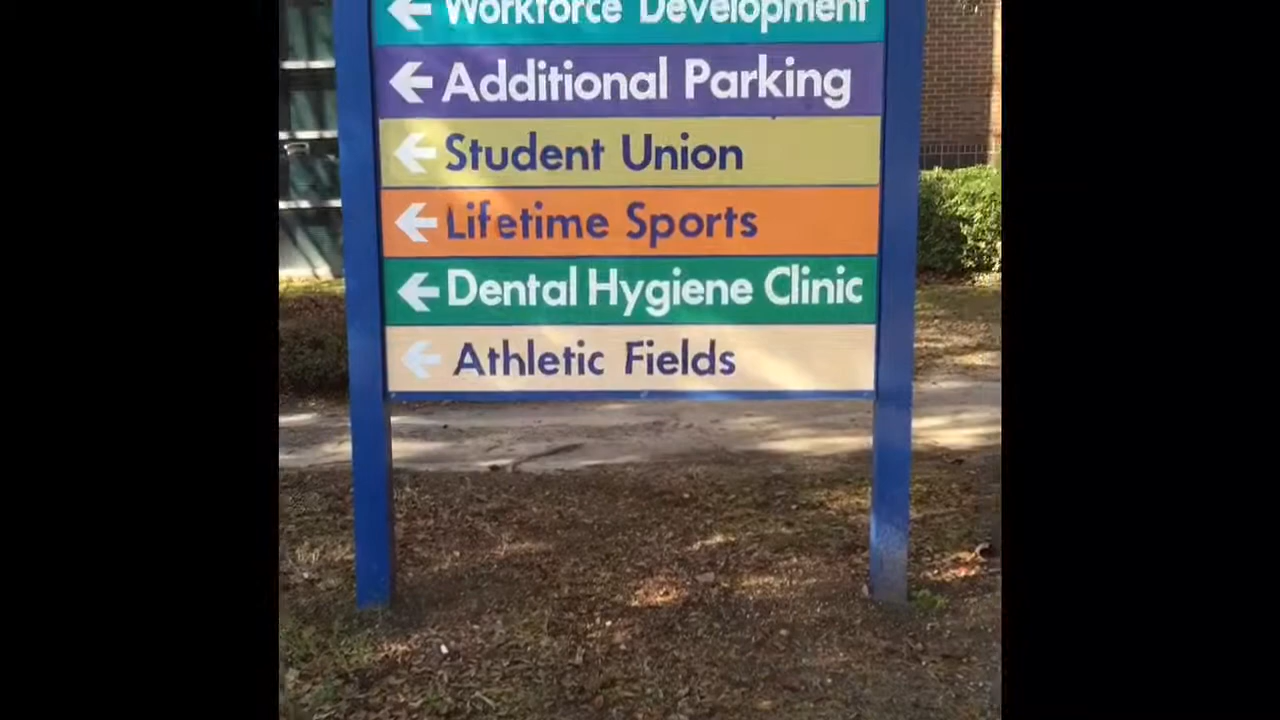 Workforce Development
Additional Parking
Student Union
Lifetime Sports
Dental Hygiene Clinic
Athletic Fields